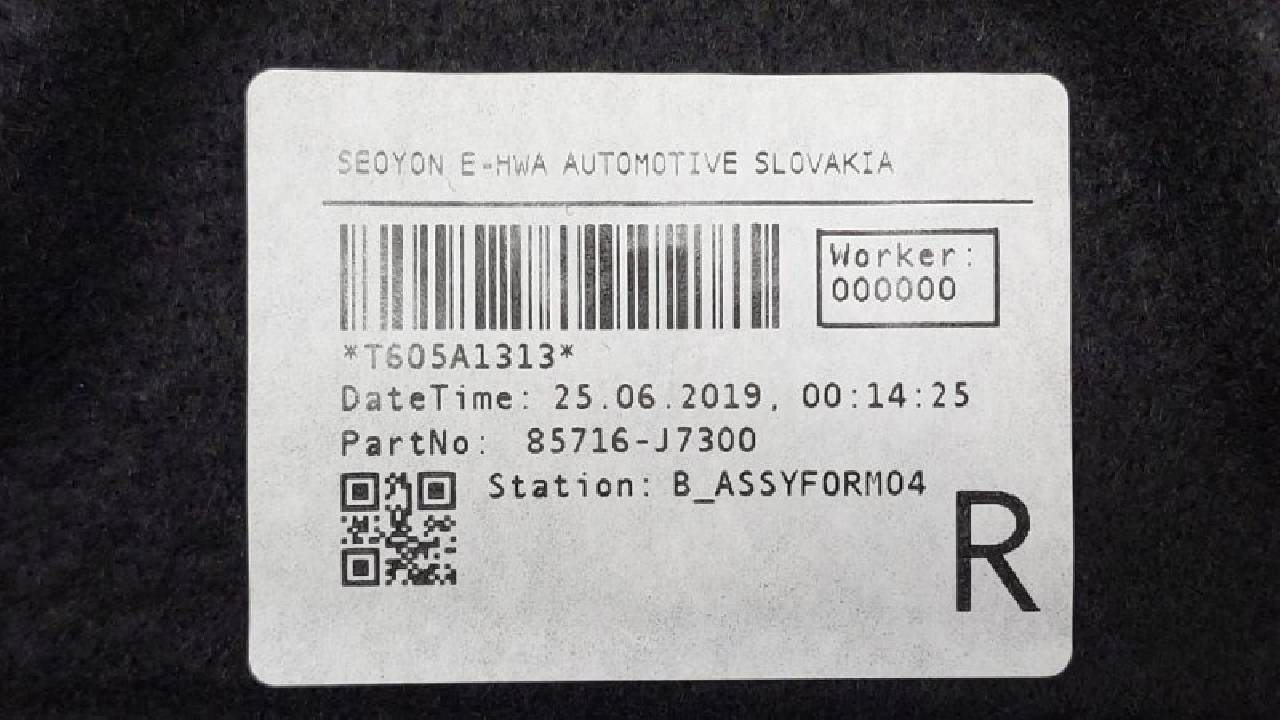 SEOYON E-HWA AUTOMOTIVE SLOVAKIA
Worker:
000000
*T605A1313*
DateTime: 25.06.2019, 00:14:25
PartNo: 85716-J7300
Station: B_ASSYFORM04
R